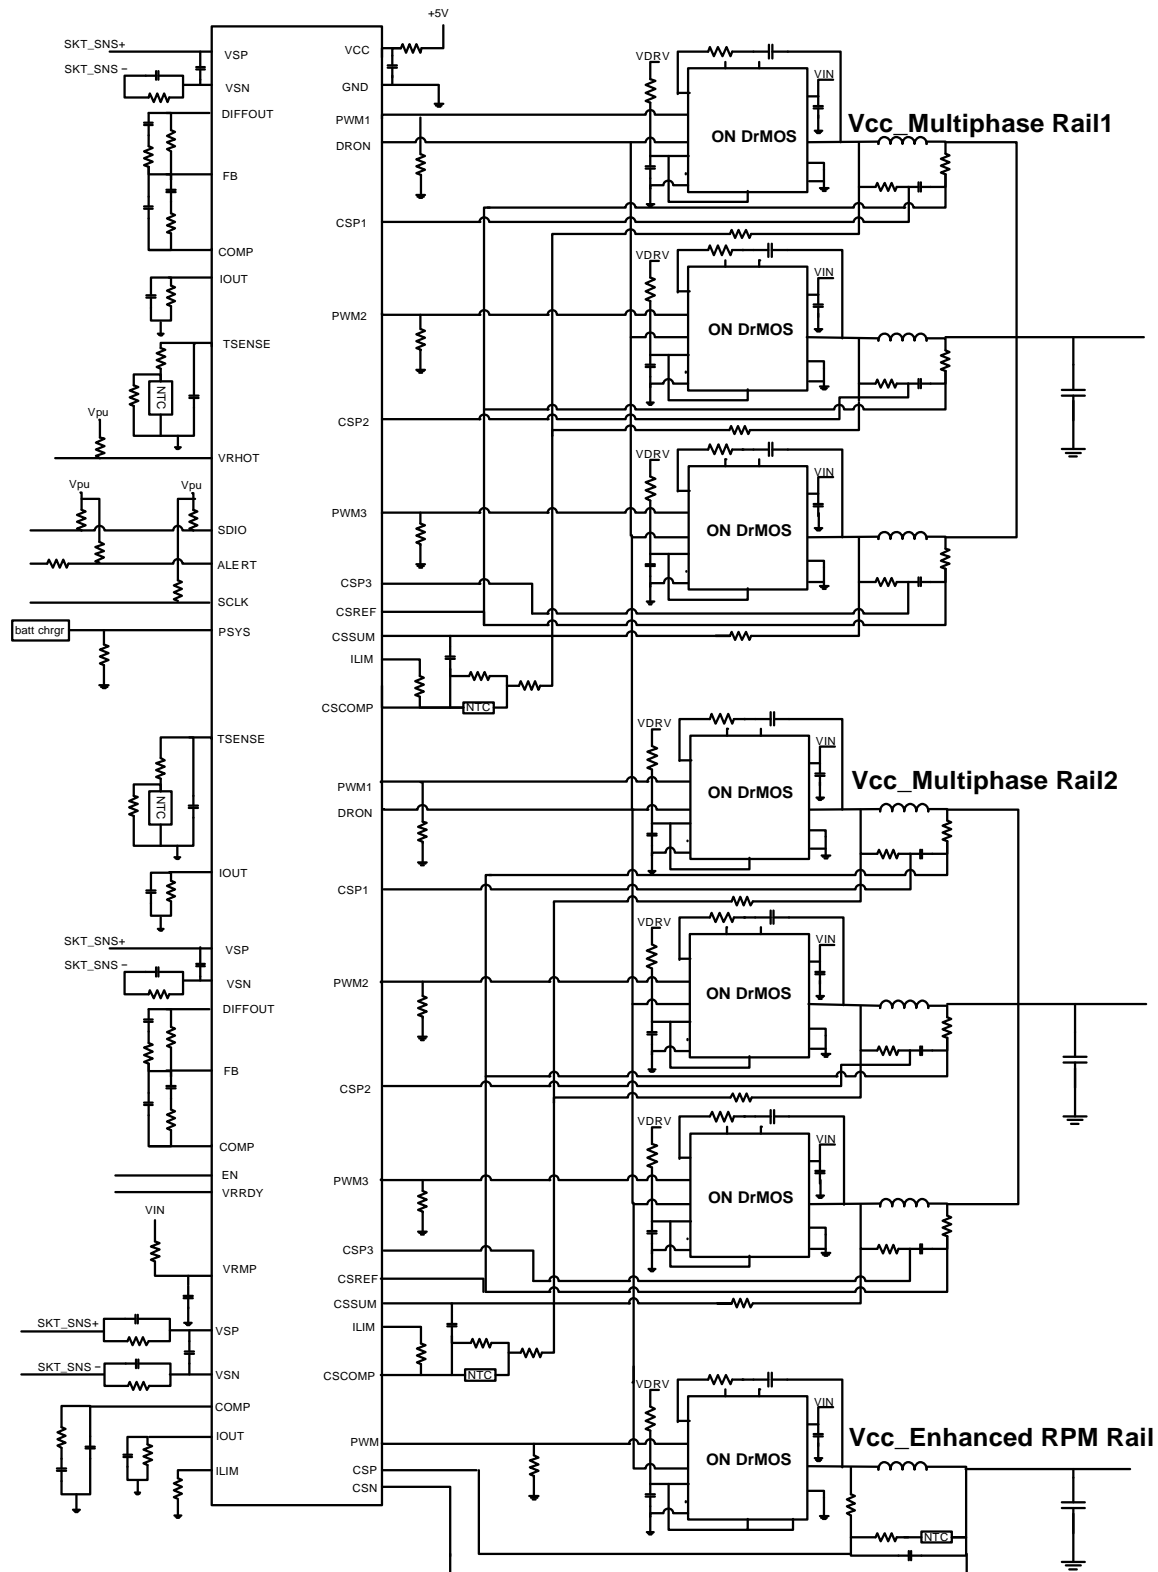 +5V
SKT_SNS+
VSP
VCC
SKT_SNS −
VSN
GND
DIFFOUT
PWM1
DRON
FB
CSP1
COMP
IOUT
PWM2
TSENSE
NTC
Vpu
CSP2
VRHOT
Vpu
Vpu
PWM3
SDIO
ALERT
CSP3
SCLK
CSREF
batt chrgr
PSYS
CSSUM
ILIM
CSCOMP
NTC
VDRV
VIN
ON DrMOS
Vcc_Multiphase Rail1
VDRV
VIN
ON DrMOS
VDRV
VIN
ON DrMOS
TSENSE
NTC
PWM1
DRON
IOUT
CSP1
SKT_SNS+
VSP
SKT_SNS −
VSN
PWM2
DIFFOUT
FB
CSP2
COMP
EN
PWM3
VRRDY
VIN
CSP3
VRMP
CSREF
CSSUM
SKT_SNS+
VSP
ILIM
SKT_SNS −
VSN
CSCOMP
NTC
VDRV
VIN
ON DrMOS
Vcc_Multiphase Rail2
VDRV
VIN
ON DrMOS
VDRV
VIN
ON DrMOS
COMP
IOUT
PWM
ILIM
CSP
CSN
VDRV
VIN
ON DrMOS
Vcc_Enhanced RPM Rail
NTC